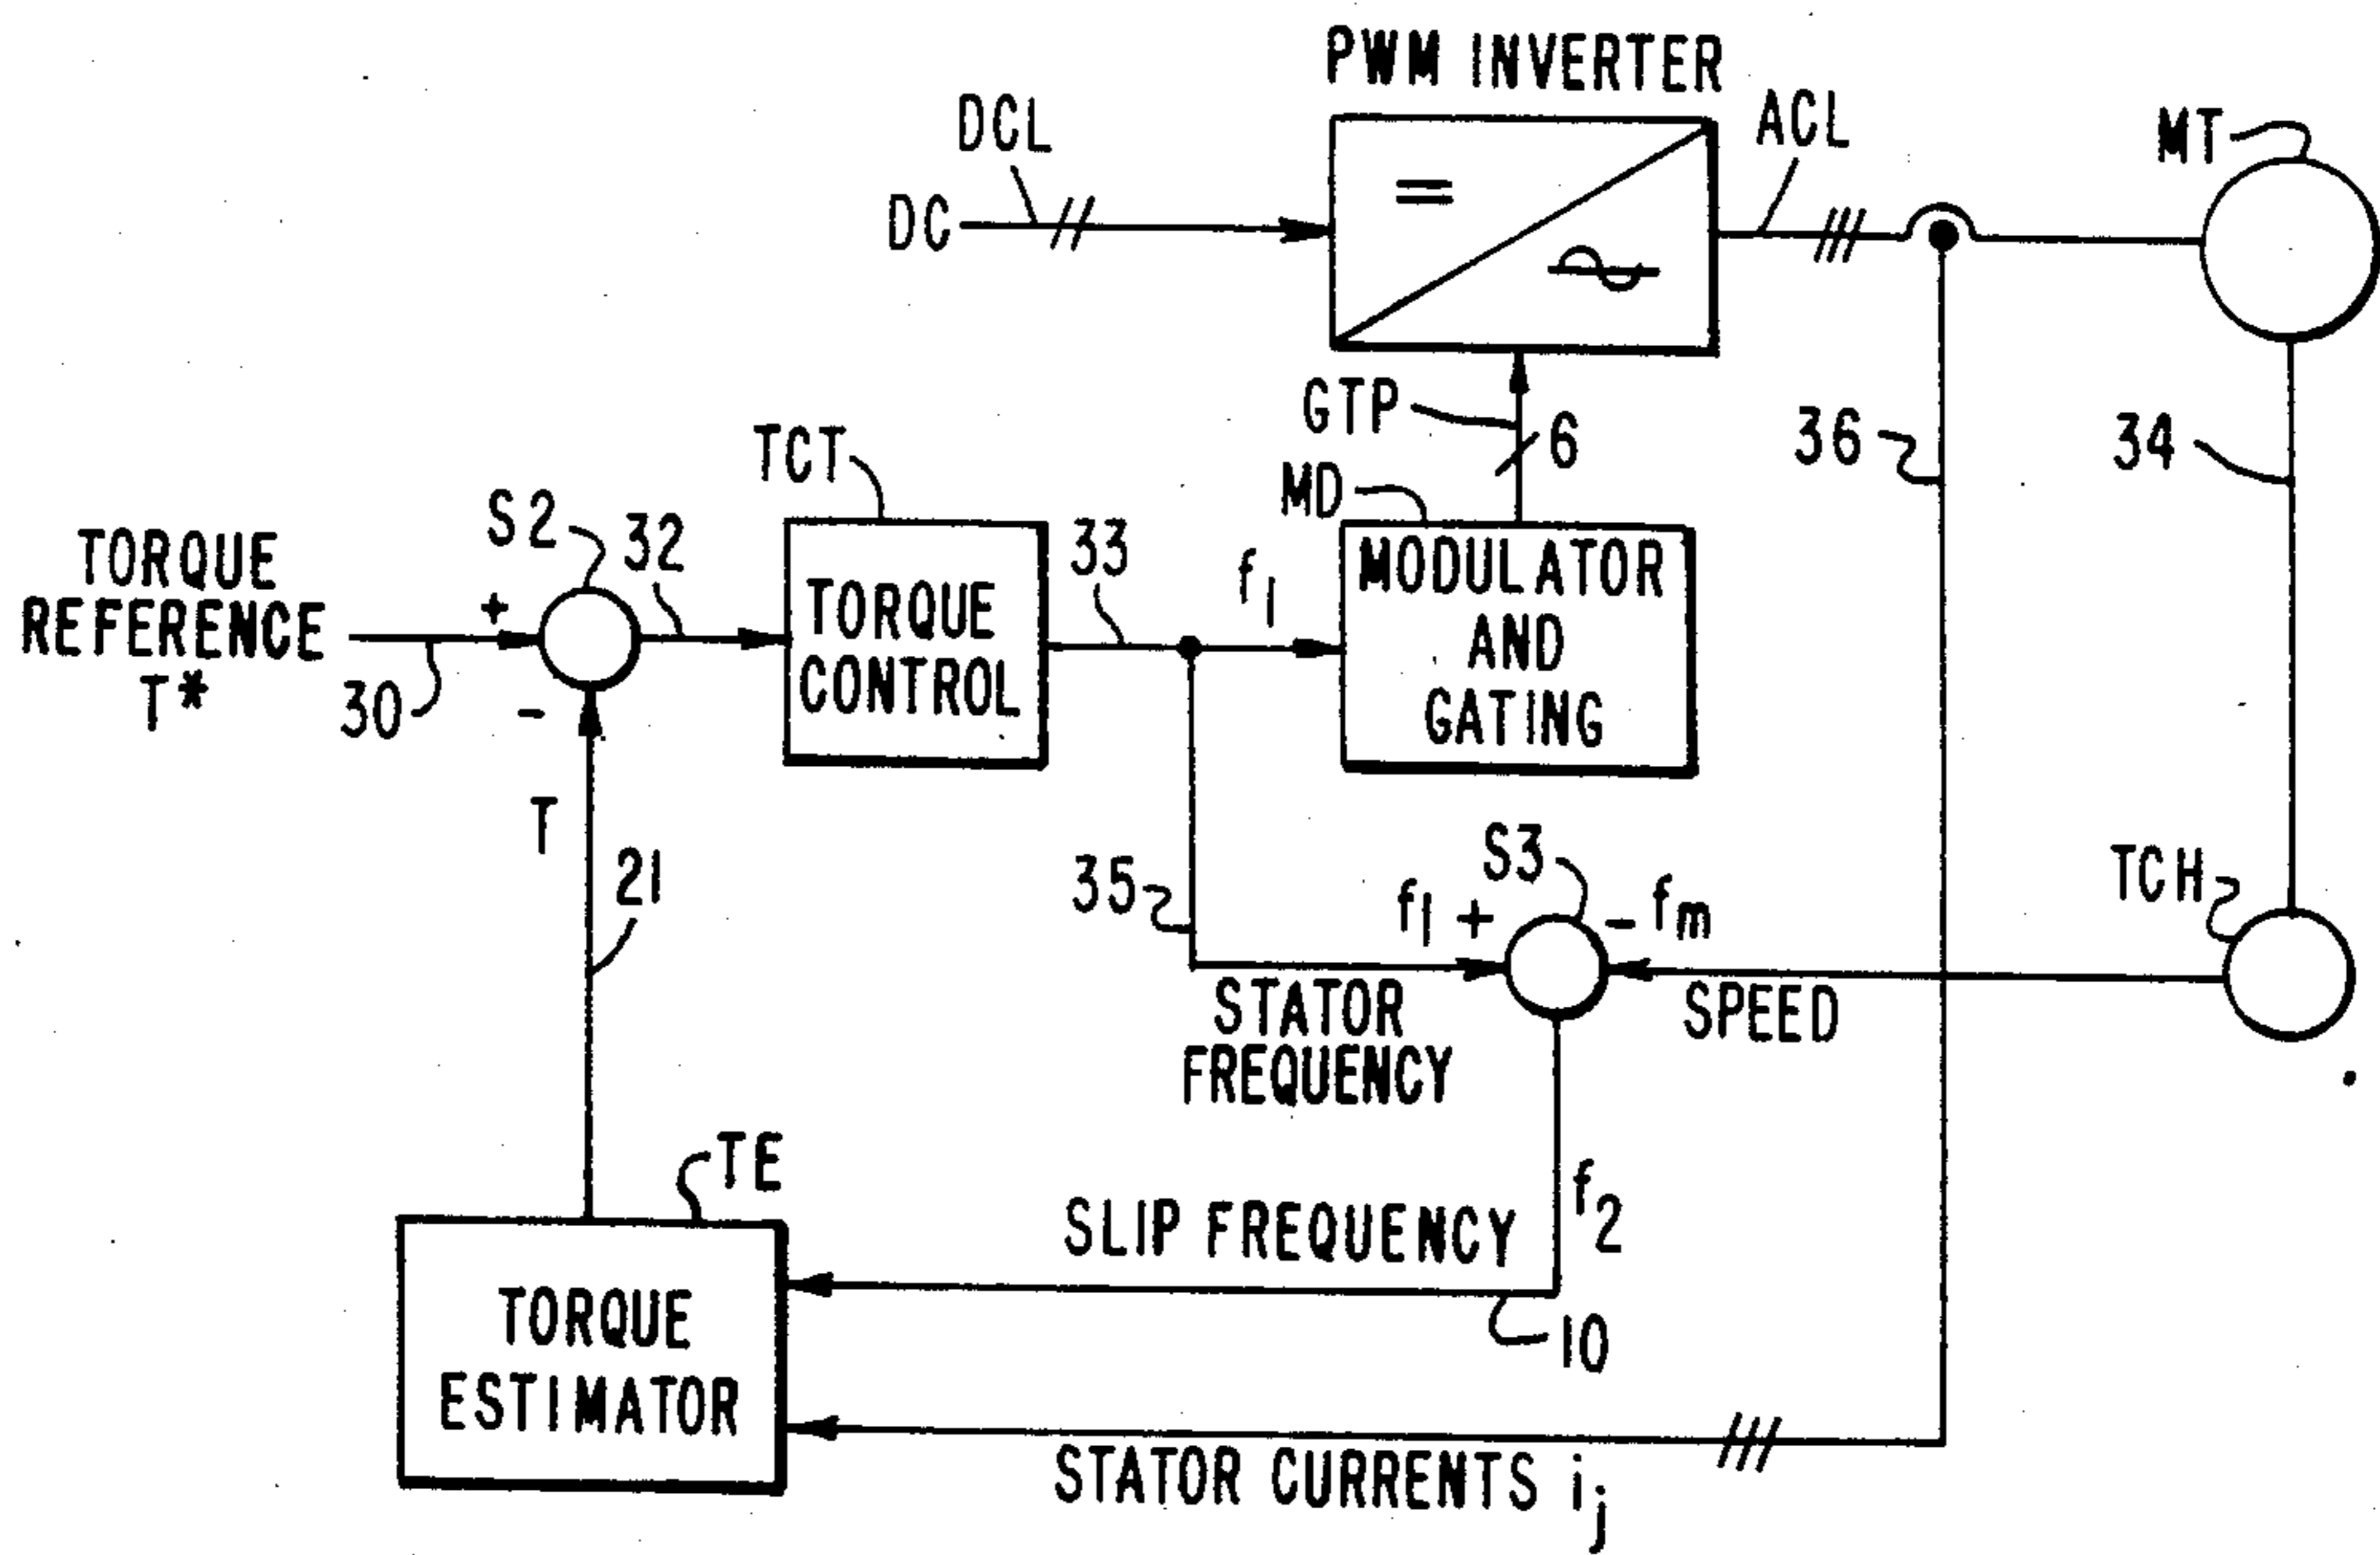 PWM INVERTER
DCL
ACL
MT
DC
GTP
6
36
34
TCT
MD
S2
32
33
f1
TORQUE
REFERENCE
T*
+
30
-
TORQUE
CONTROL
MODULATOR
AND
GATING
T
21
35
S3
f1 +
- fm
TCH
STATOR
FREQUENCY
SPEED
TE
SLIP FREQUENCY
f2
10
TORQUE
ESTIMATOR
STATOR CURRENTS ij